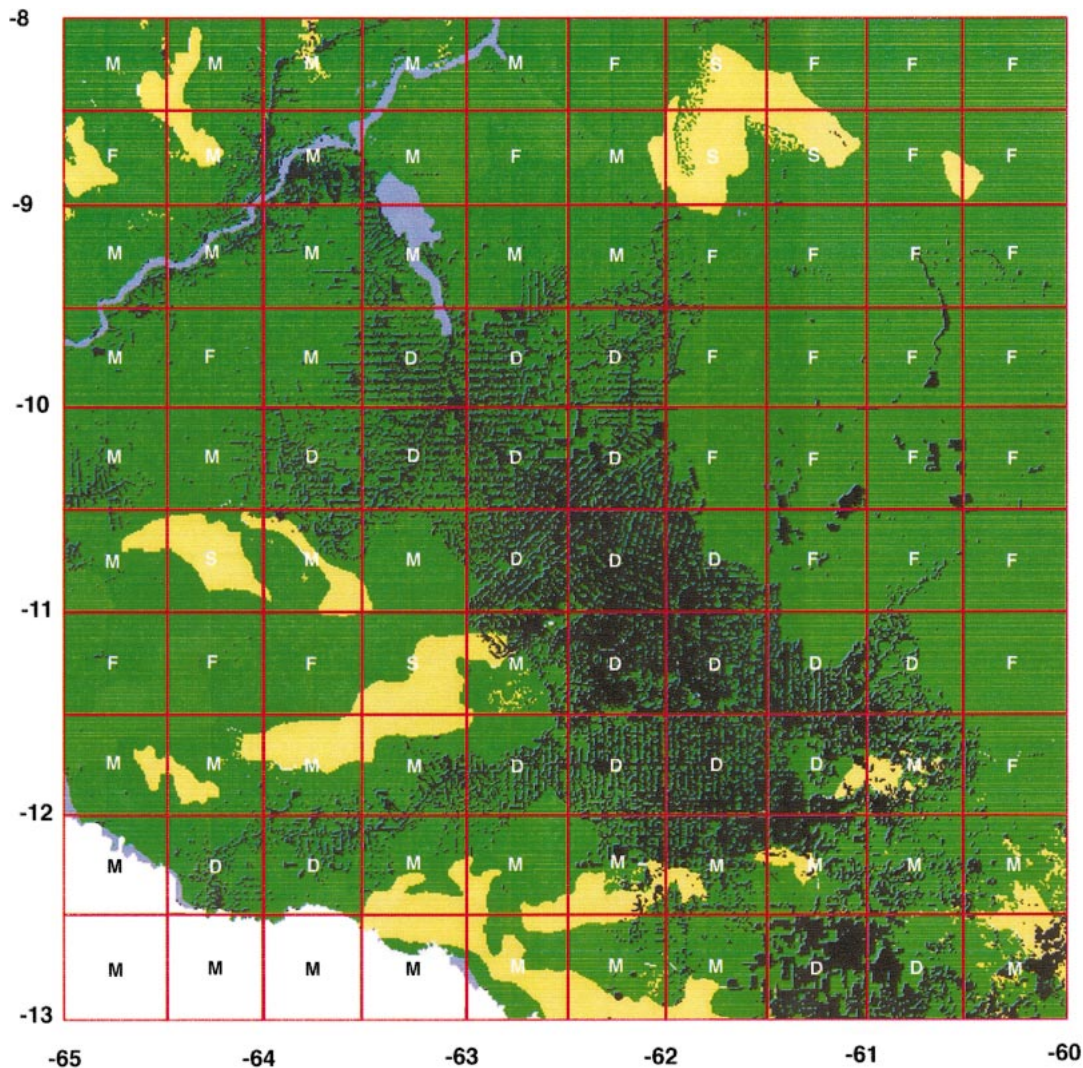 -8
M M M M M F S F F F
F M M M F M S S F F
-9
M M M M M M F F F F
M F M D D D F F F F
-10
M M D D D D F F F F
M S M M D D D F F F
-11
F F F S M D D D D F
M M M M D D D D M F
-12
M D D M M M M M M M
M M M M M M M D D M
-13
-65 -64 -63 -62 -61 -60